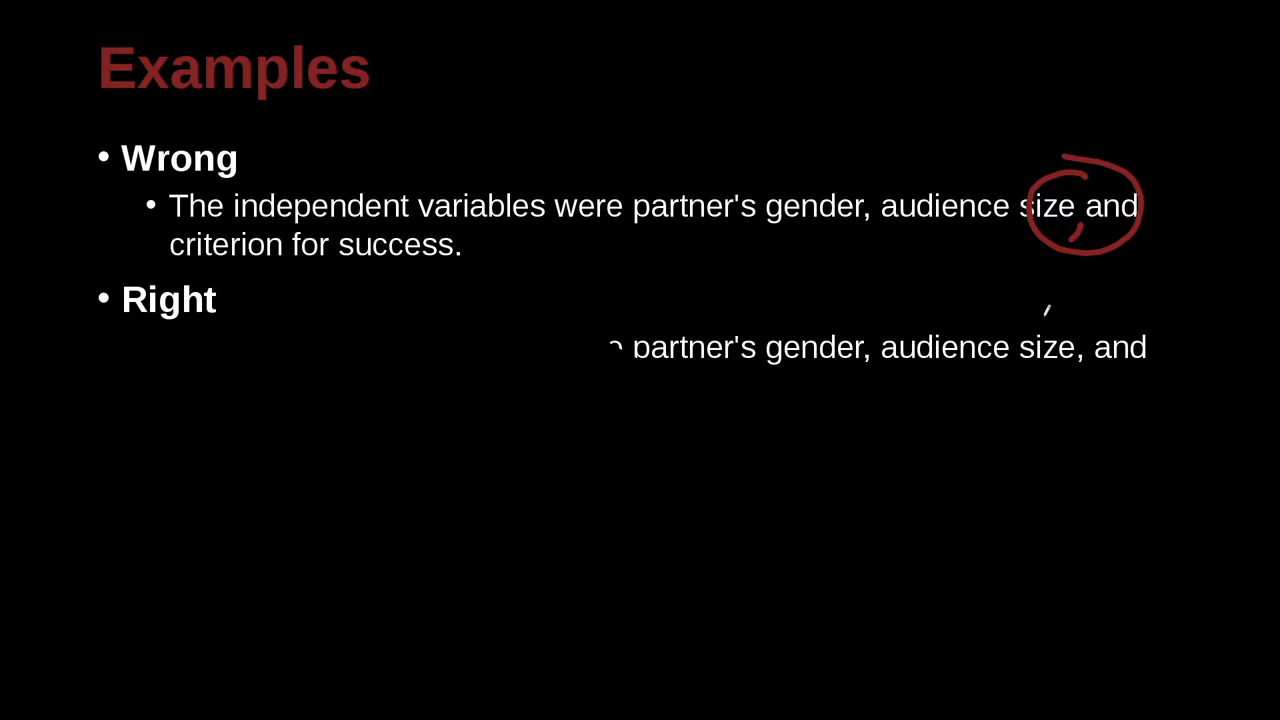 Examples
• Wrong
• The independent variables were partner's gender, audience size and
criterion for success.
• Right
partner's gender, audience size, and